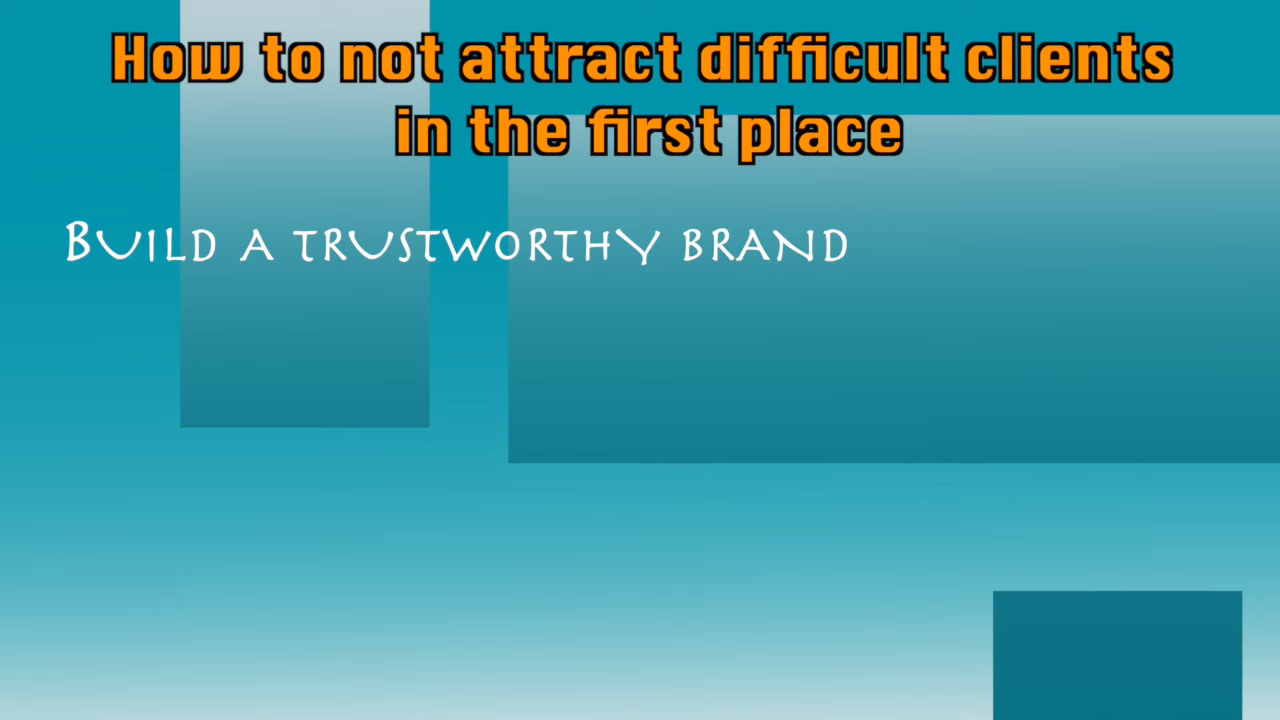 How to not attract difficult clients
in the first place
Build a trustworthy brand